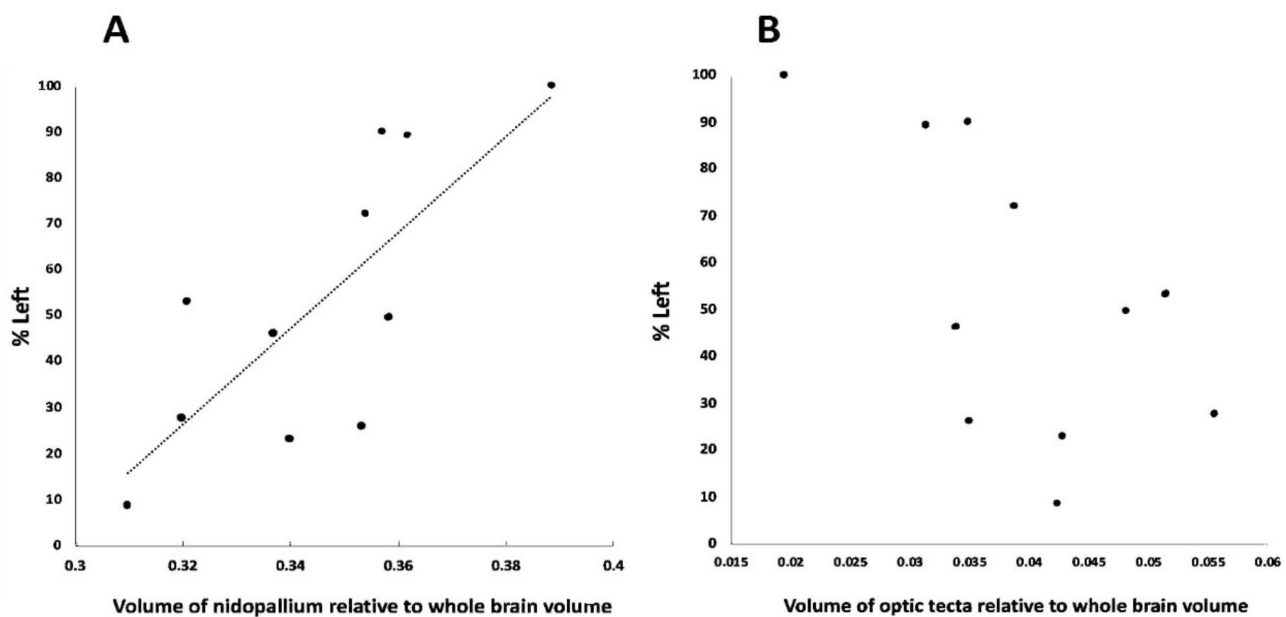 A
100
90
80
70
60
50
40
30
20
10
0
% Left
0.3 0.32 0.34 0.36 0.38 0.4
Volume of nidopallium relative to whole brain volume
B
100
90
80
70
60
50
40
30
20
10
0
% Left
0.015 0.02 0.025 0.03 0.035 0.04 0.045 0.05 0.055 0.06
Volume of optic tecta relative to whole brain volume